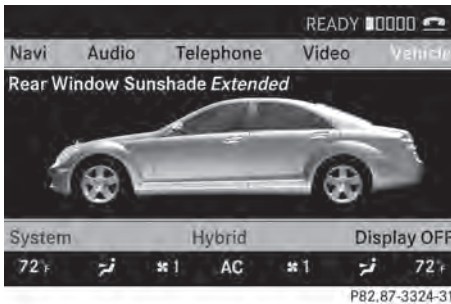 READY
Navi Audio Telephone Video Vehicle
Rear Window Sunshade Extended
System Hybrid Display OFF
72°F 1 AC 1 72°F
P82.87-3324-31